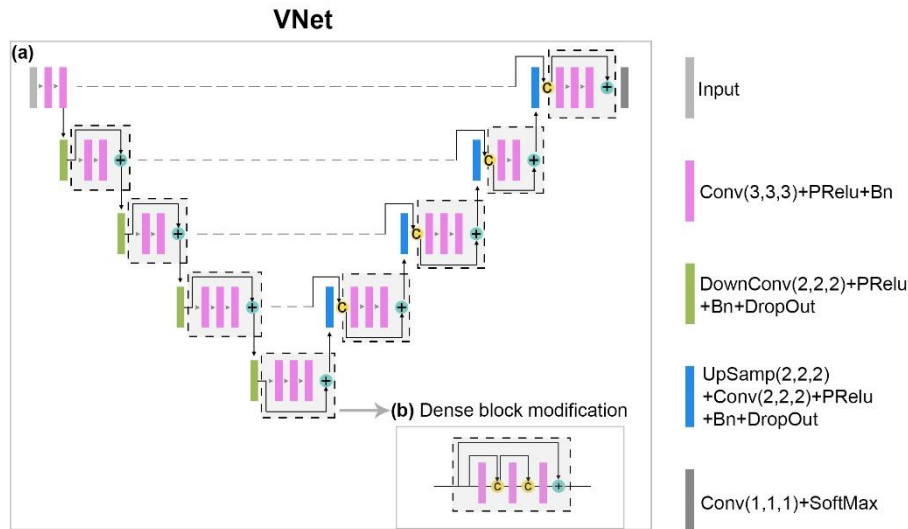 VNet
(a)
C
+
Input
+
C
+
Conv(3,3,3)+PRelu+Bn
+
C
+
DownConv(2,2,2)+PRelu
+Bn+DropOut
+
C
+
UpSamp(2,2,2)
+Conv(2,2,2)+PRelu
+Bn+DropOut
+
(b) Dense block modification
C C +
Conv(1,1,1)+SoftMax